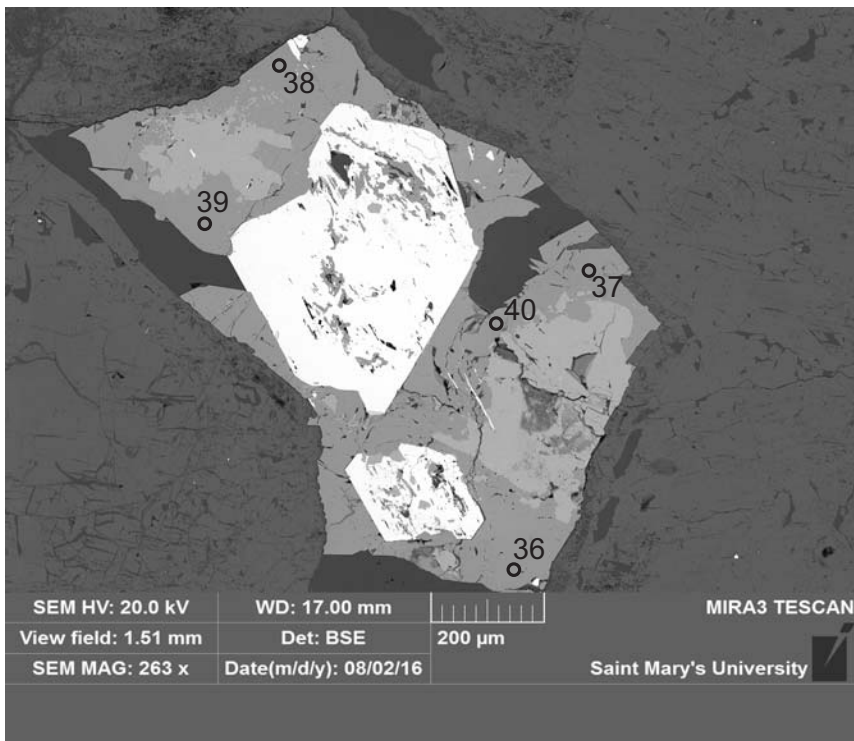 38
39
37
40
36
SEM HV: 20.0 kV WD: 17.00 mm MIRA3 TESCAN
View field: 1.51 mm Det: BSE 200 µm
SEM MAG: 263 x Date(m/d/y): 08/02/16 Saint Mary's University